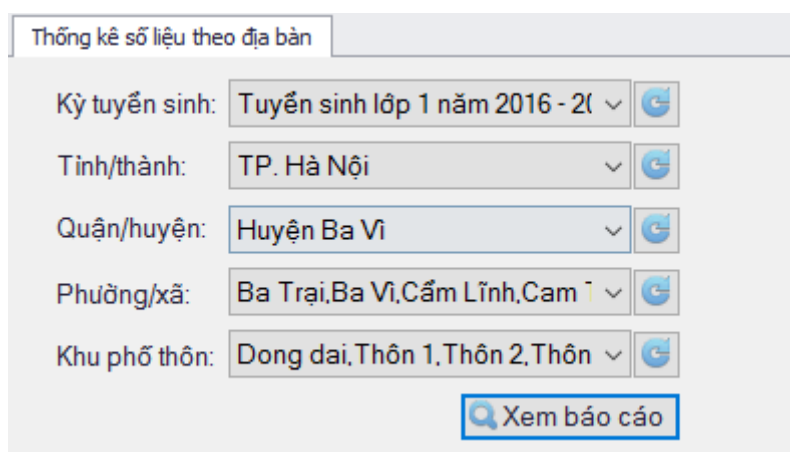 Thống kê số liệu theo địa bàn
Kỳ tuyển sinh: Tuyển sinh lớp 1 năm 2016 - 20
Tỉnh/thành: TP. Hà Nội
Quận/huyện: Huyện Ba Vì
Phường/xã: Ba Trại,Ba Vì,Cẩm Lĩnh,Cam
Khu phố thôn: Dong dai,Thôn 1,Thôn 2,Thôn
Xem báo cáo